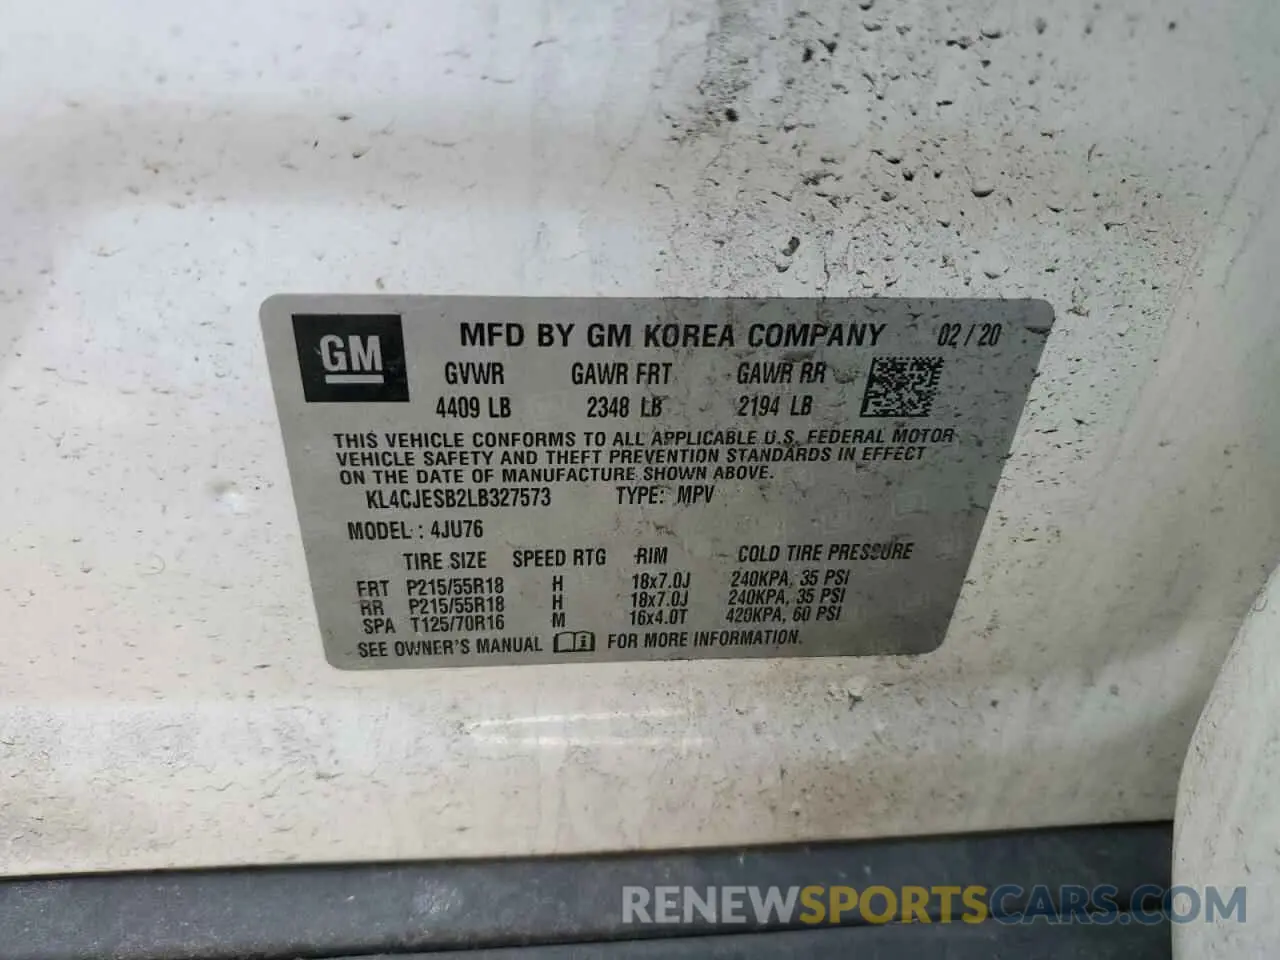 GM
MFD BY GM KOREA COMPANY 02/20
GVWR GAWR FRT GAWR RR
4409 LB 2348 LB 2194 LB
THIS VEHICLE CONFORMS TO ALL APPLICABLE U.S. FEDERAL MOTOR
VEHICLE SAFETY AND THEFT PREVENTION STANDARDS IN EFFECT
ON THE DATE OF MANUFACTURE SHOWN ABOVE.
KL4CJESB2LB327573 TYPE: MPV
MODEL : 4JU76
TIRE SIZE SPEED RTG RIM COLD TIRE PRESSURE
FRT P215/55R18 H 18x7.0J 240KPA, 35 PSI
RR P215/55R18 H 18x7.0J 240KPA, 35 PSI
SPA T125/70R16 M 16x4.0T 420KPA, 60 PSI
SEE OWNER'S MANUAL FOR MORE INFORMATION.
RENEWSPORTSCARS.COM